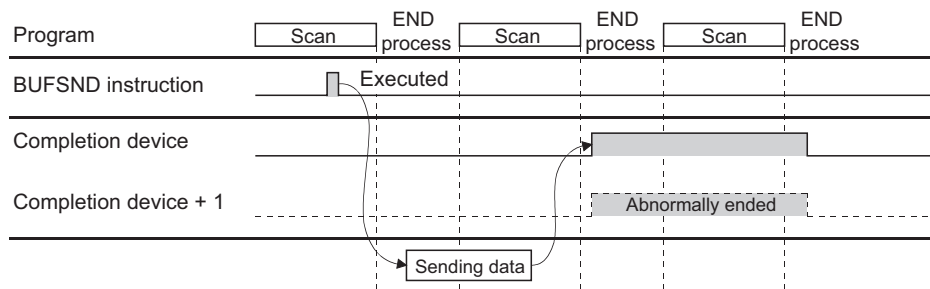 Program
Scan
END
process
Scan
END
process
Scan
END
process
BUFSND instruction
Executed
Completion device
Completion device + 1
Abnormally ended
Sending data